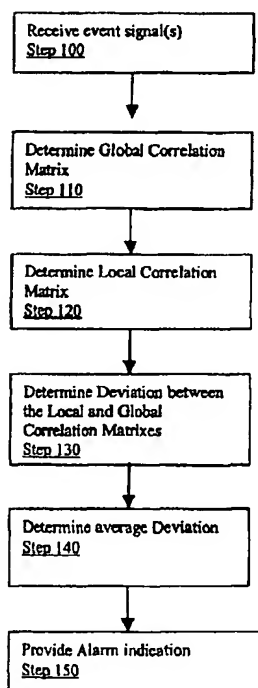 Receive event signal(s)
Step 100
Determine Global Correlation
Matrix
Step 110
Determine Local Correlation
Matrix
Step 120
Determine Deviation between
the Local and Global
Correlation Matrixes
Step 130
Determine average Deviation
Step 140
Provide Alarm indication
Step 150